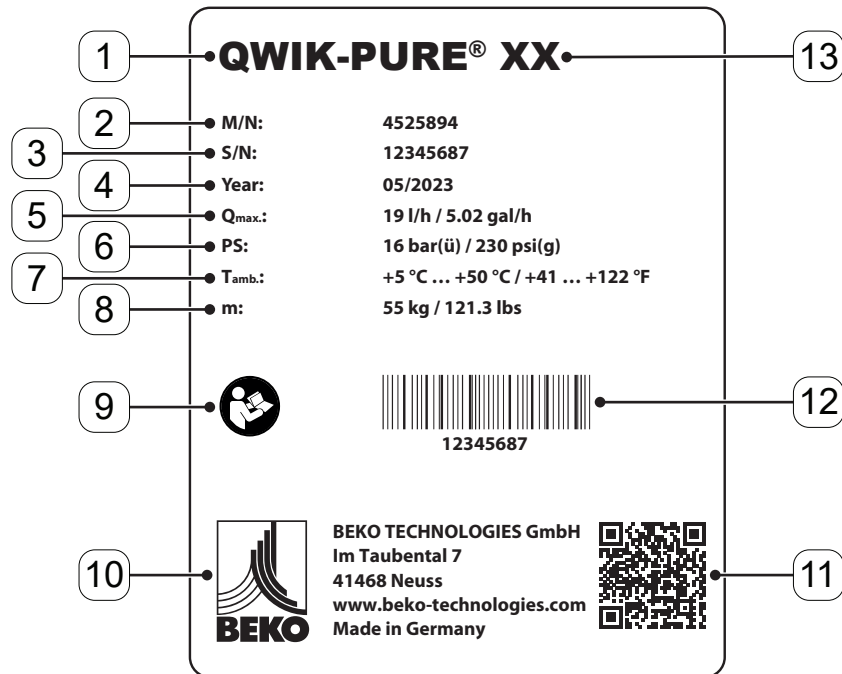 1
QWIK-PURE® XX
13
2
M/N: 4525894
3
S/N: 12345687
4
Year: 05/2023
5
Qmax.: 19 l/h / 5.02 gal/h
6
PS: 16 bar(ü) / 230 psi(g)
7
Tamb.: +5 °C … +50 °C / +41 … +122 °F
8
m: 55 kg / 121.3 lbs
9
12
12345687
10
BEKO
BEKO TECHNOLOGIES GmbH
Im Taubental 7
41468 Neuss
www.beko-technologies.com
Made in Germany
11